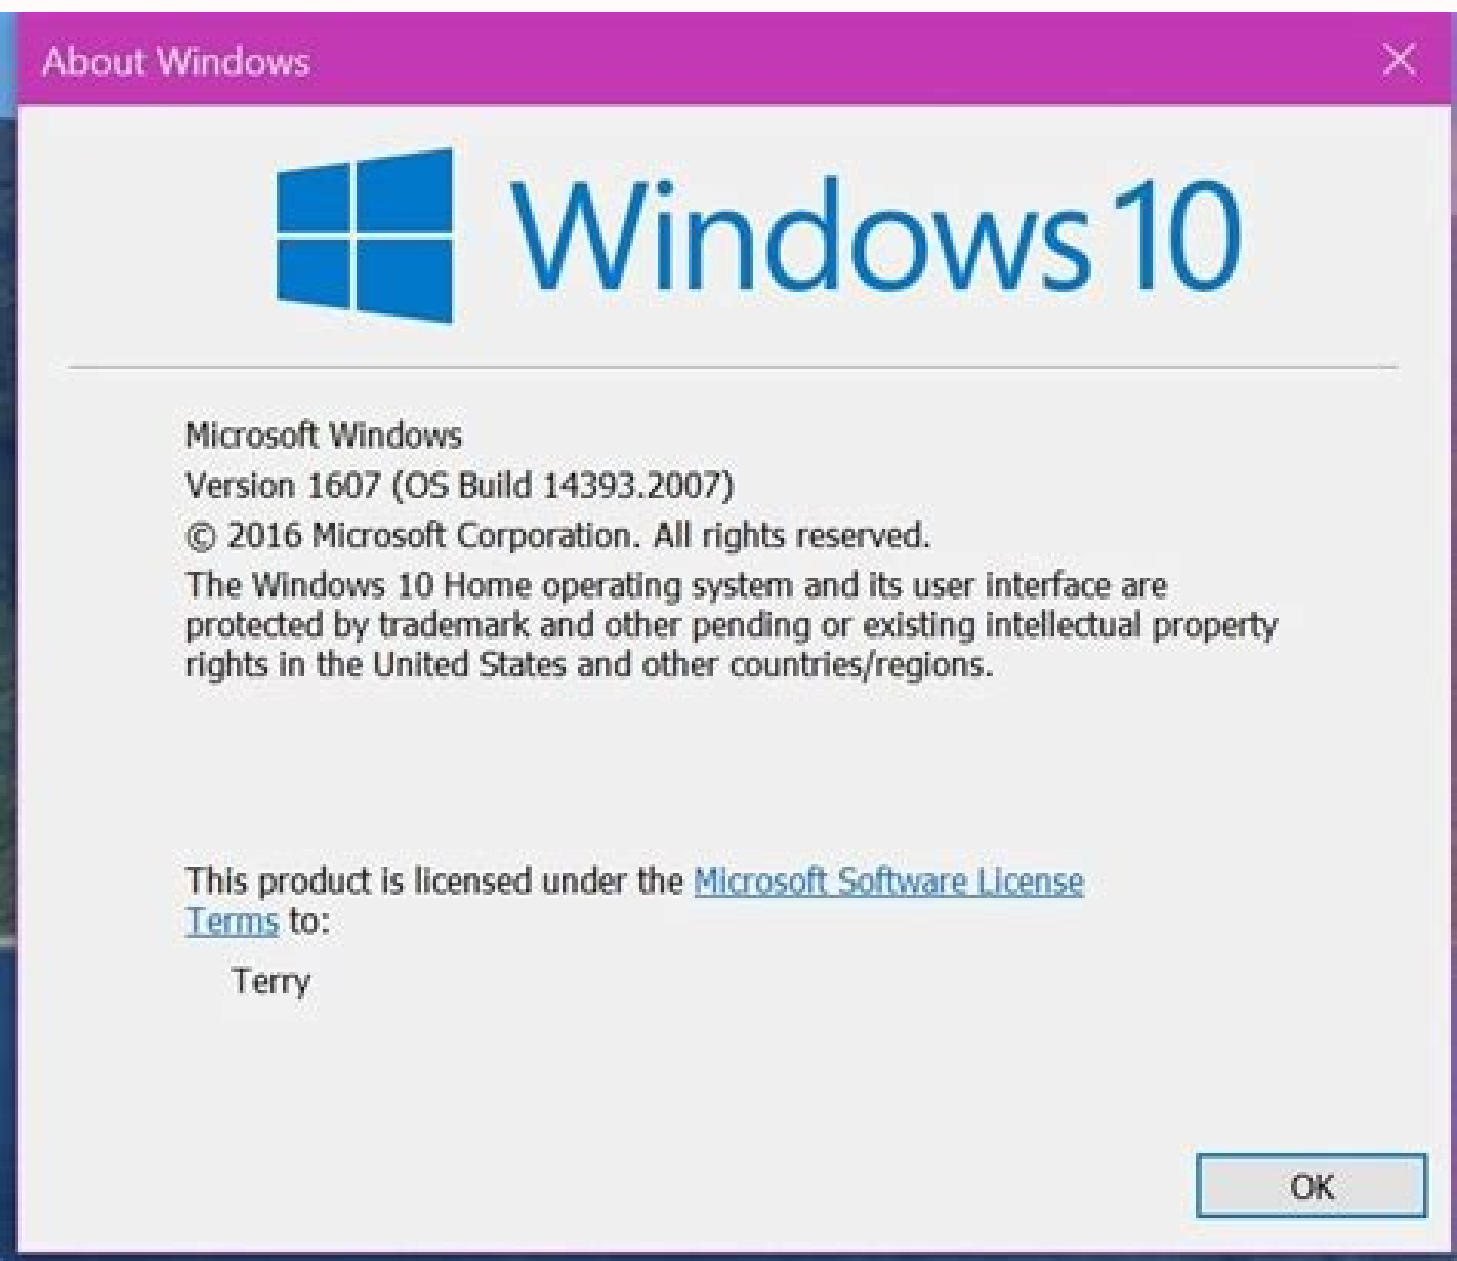 About Windows
Windows 10
Microsoft Windows
Version 1607 (OS Build 14393.2007)
© 2016 Microsoft Corporation. All rights reserved.
The Windows 10 Home operating system and its user interface are
protected by trademark and other pending or existing intellectual property
rights in the United States and other countries/regions.
This product is licensed under the Microsoft Software License
Terms to:
Terry
OK